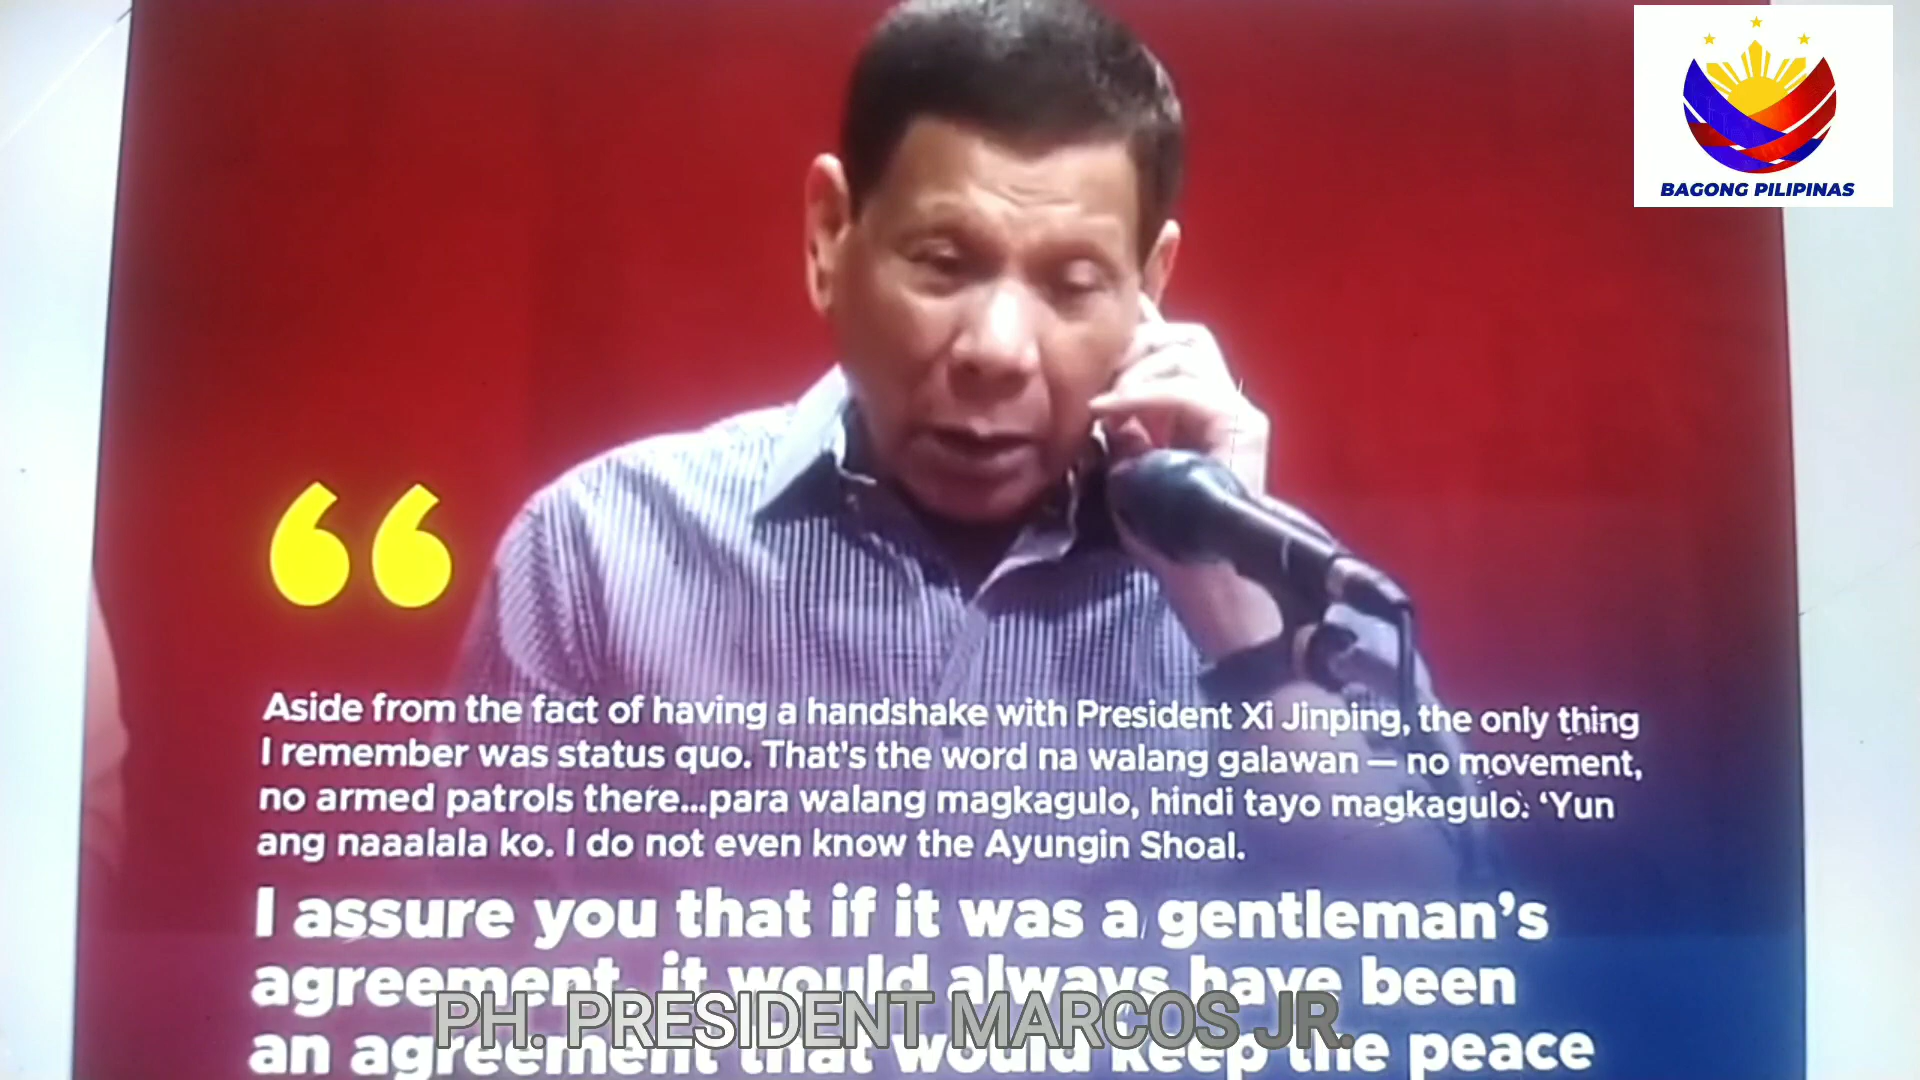 BAGONG PILIPINAS
“
Aside from the fact of having a handshake with President Xi Jinping, the only thing
I remember was status quo. That's the word na walang galawan — no movement,
no armed patrols there...para walang magkagulo, hindi tayo magkagulo. ‘Yun
ang naaalala ko. I do not even know the Ayungin Shoal.
I assure you that if it was a gentleman’s
agreement, it would always have been
an agreement that would keep the peace
PH. PRESIDENT MARCOS JR.